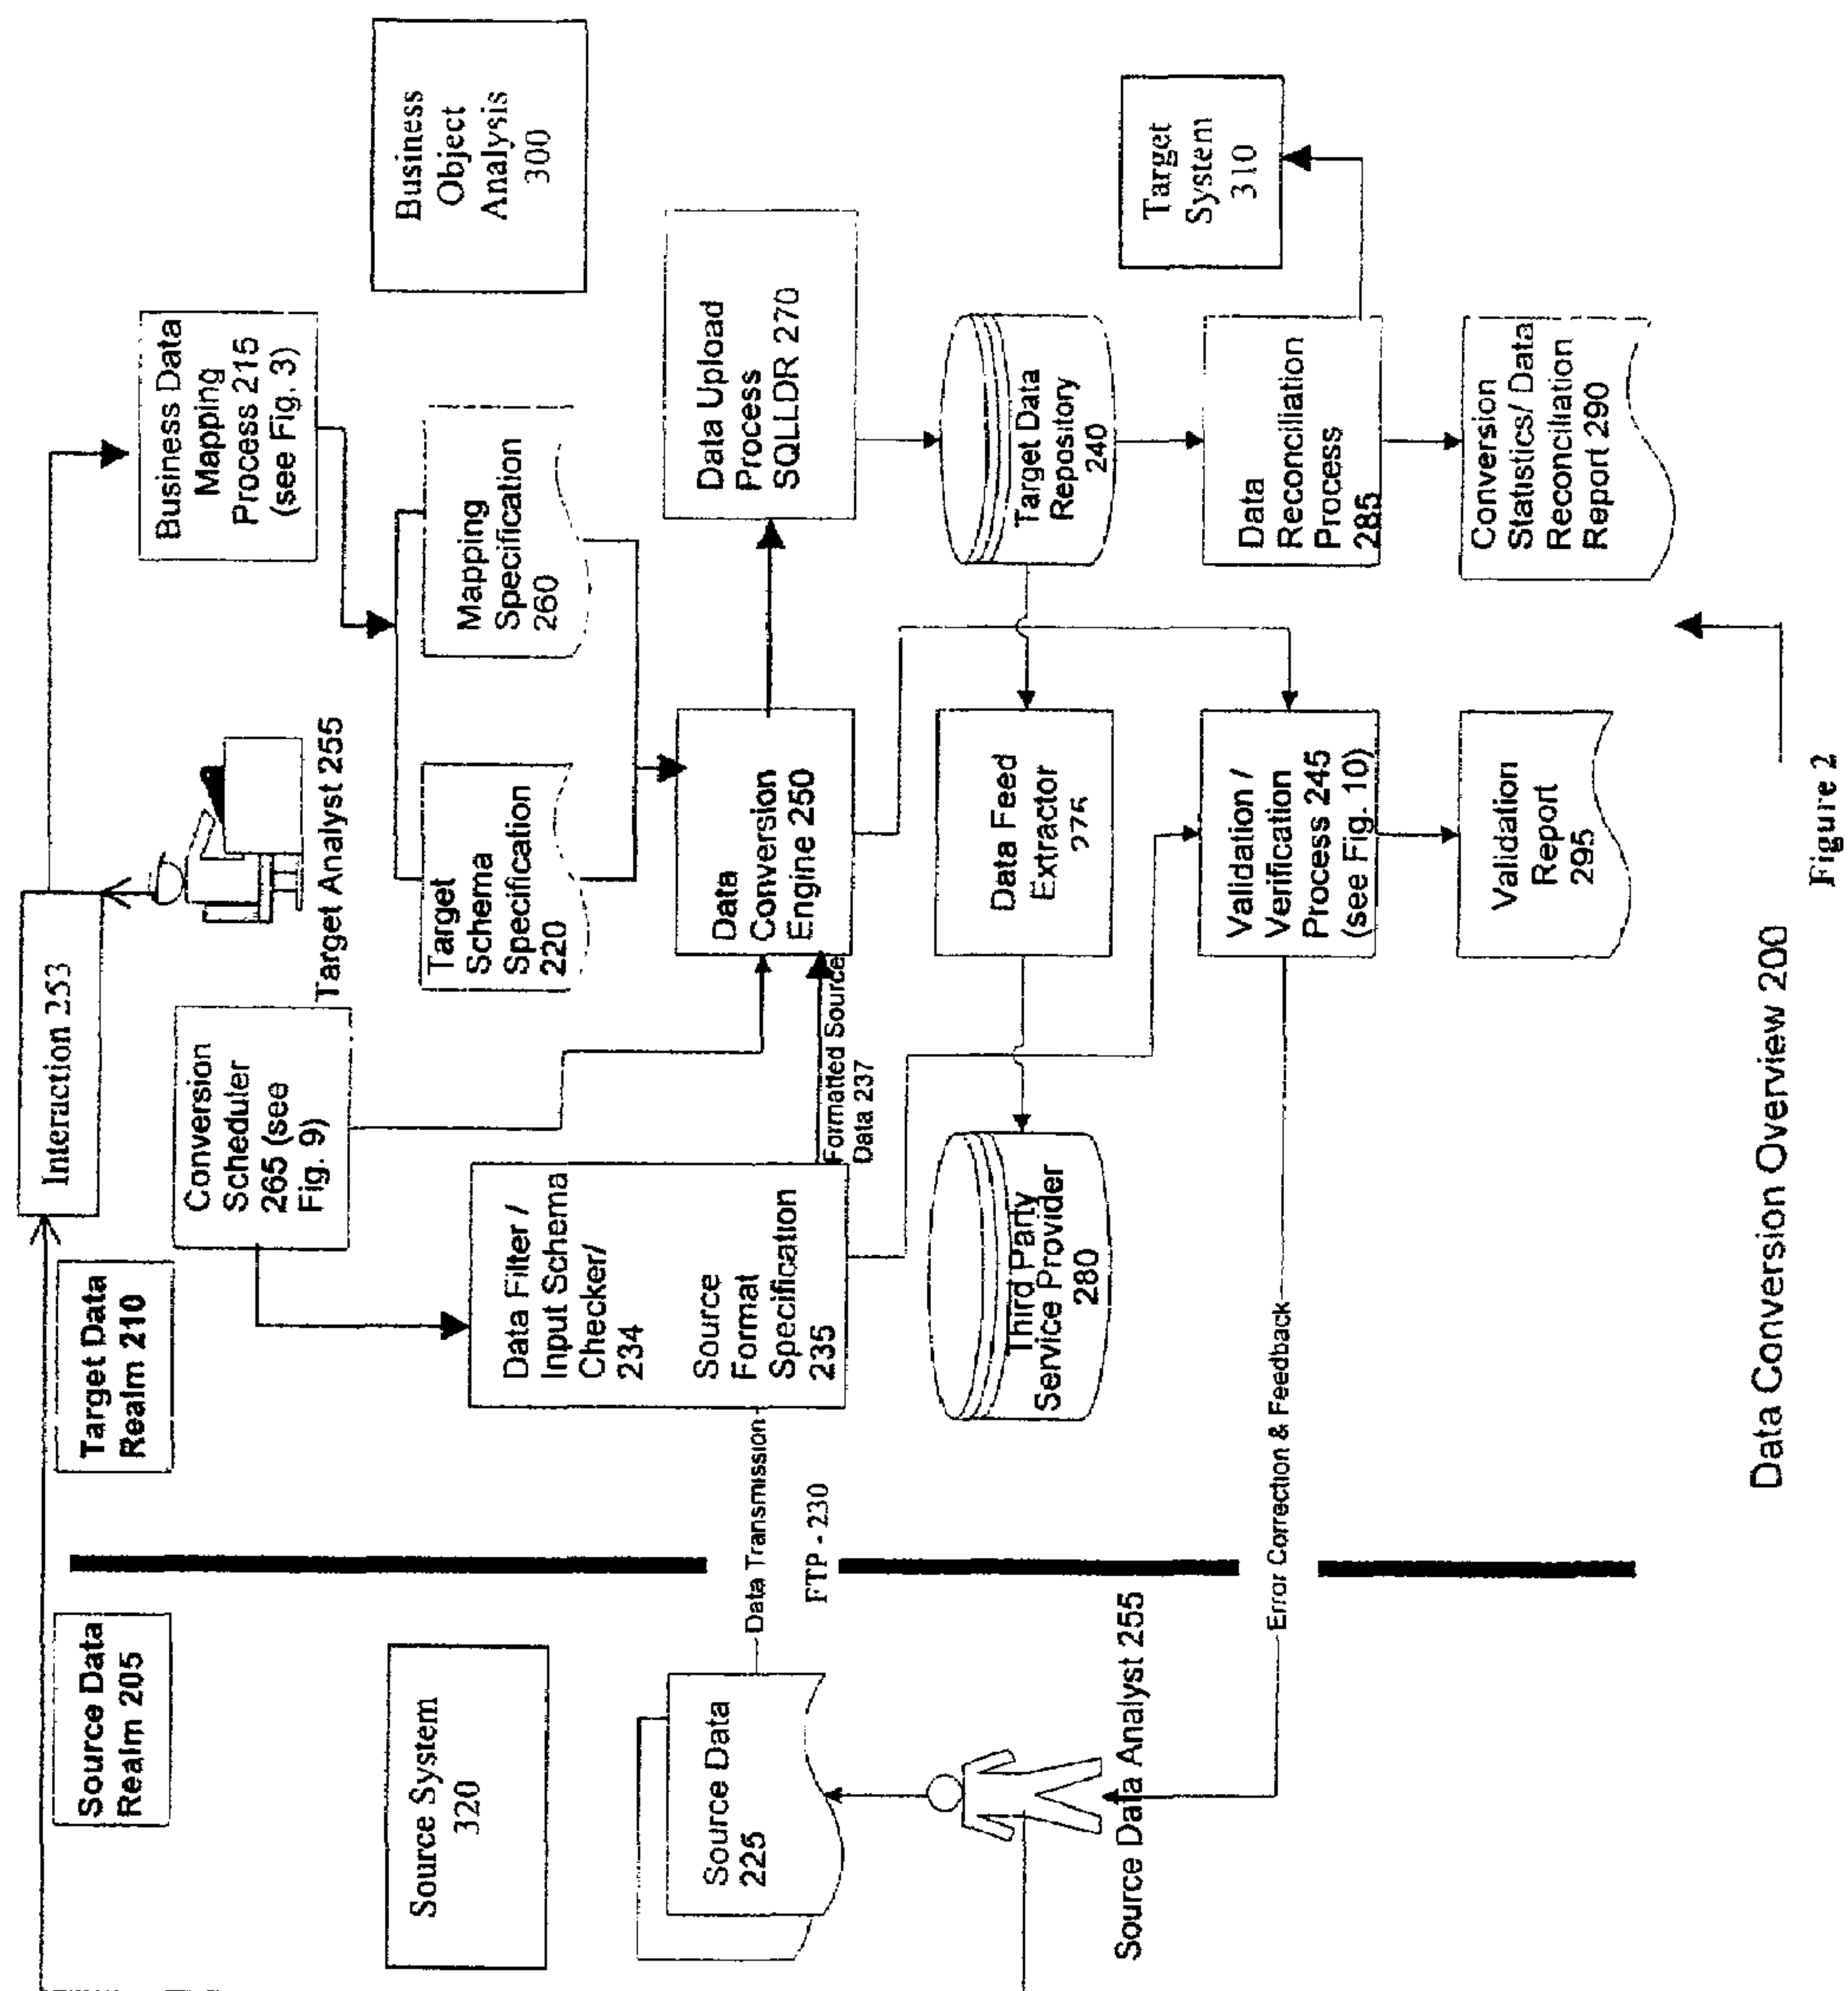 Source Data
Realm 205
Target Data
Realm 210
Interaction 253
Conversion
Scheduler
265 (see
Fig. 9)
Target Analyst 255
Business Data
Mapping
Process 215
(see Fig. 3)
Source System
320
Business
Object
Analysis
300
Target
Schema
Specification
220
Mapping
Specification
260
Data Filter /
Input Schema
Checker/
234
Source
Format
Specification
235
Source Data
225
Data Transmission
FTP - 230
Formatted Source
Data 237
Data
Conversion
Engine 250
Data Upload
Process
SQLLDR 270
Third Party
Service Provider
280
Data Feed
Extractor
275
Target Data
Repository
240
Target
System
310
Source Data Analyst 255
Error Correction & Feedback
Validation /
Verification
Process 245
(see Fig. 10)
Data
Reconciliation
Process
285
Validation
Report
295
Conversion
Statistics/ Data
Reconciliation
Report 290
Data Conversion Overview 200
Figure 2